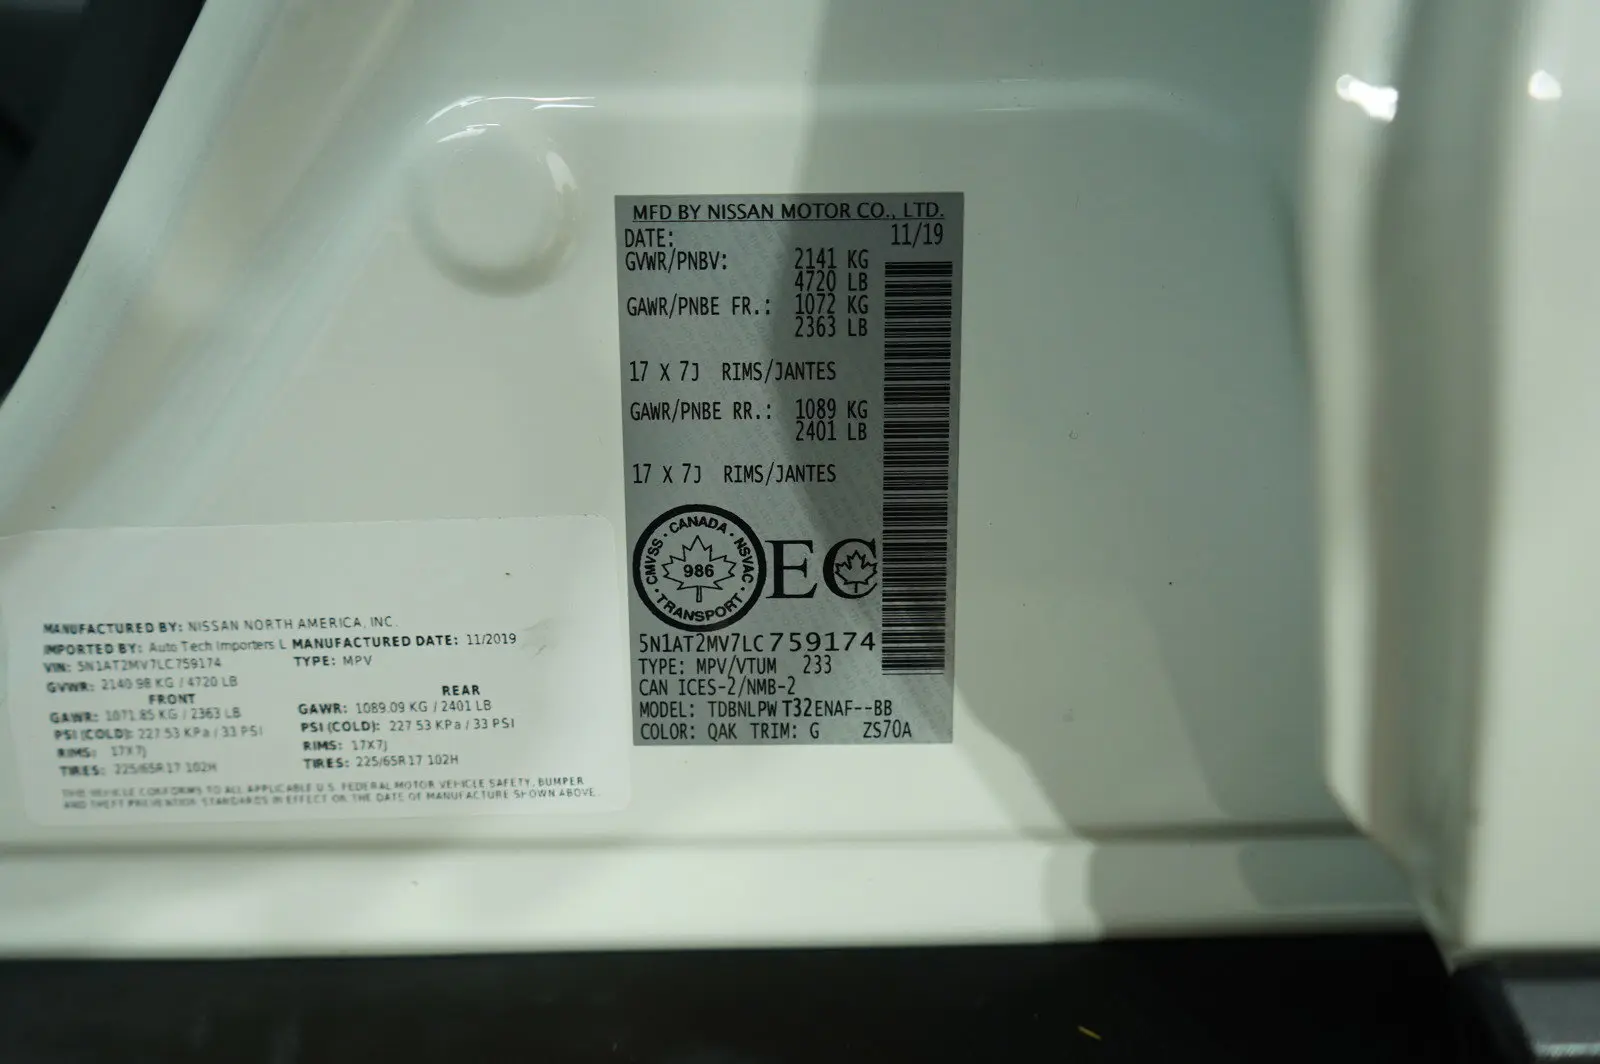 MFD BY NISSAN MOTOR CO., LTD.
DATE: 11/19
GVWR/PNBV: 2141 KG
4720 LB
GAWR/PNBE FR.: 1072 KG
2363 LB
17 X 7J RIMS/JANTES
GAWR/PNBE RR.: 1089 KG
2401 LB
17 X 7J RIMS/JANTES
CANADA · NSVAC · TRANSPORT · CMVSS ·
986
EC
5N1AT2MV7LC759174
TYPE: MPV/VTUM 233
CAN ICES-2/NMB-2
MODEL: TDBNLPWT32ENAF--BB
COLOR: QAK TRIM: G ZS70A
MANUFACTURED BY: NISSAN NORTH AMERICA, INC.
IMPORTED BY: Auto Tech Importers L MANUFACTURED DATE: 11/2019
VIN: 5N1AT2MV7LC759174 TYPE: MPV
GVWR: 2140.98 KG / 4720 LB
FRONT REAR
GAWR: 1071.85 KG / 2363 LB GAWR: 1089.09 KG / 2401 LB
PSI (COLD): 227.53 KPa / 33 PSI PSI (COLD): 227.53 KPa / 33 PSI
RIMS: 17X7J RIMS: 17X7J
TIRES: 225/65R17 102H TIRES: 225/65R17 102H
THIS VEHICLE CONFORMS TO ALL APPLICABLE U.S. FEDERAL MOTOR VEHICLE SAFETY, BUMPER
AND THEFT PREVENTION STANDARDS IN EFFECT ON THE DATE OF MANUFACTURE SHOWN ABOVE.